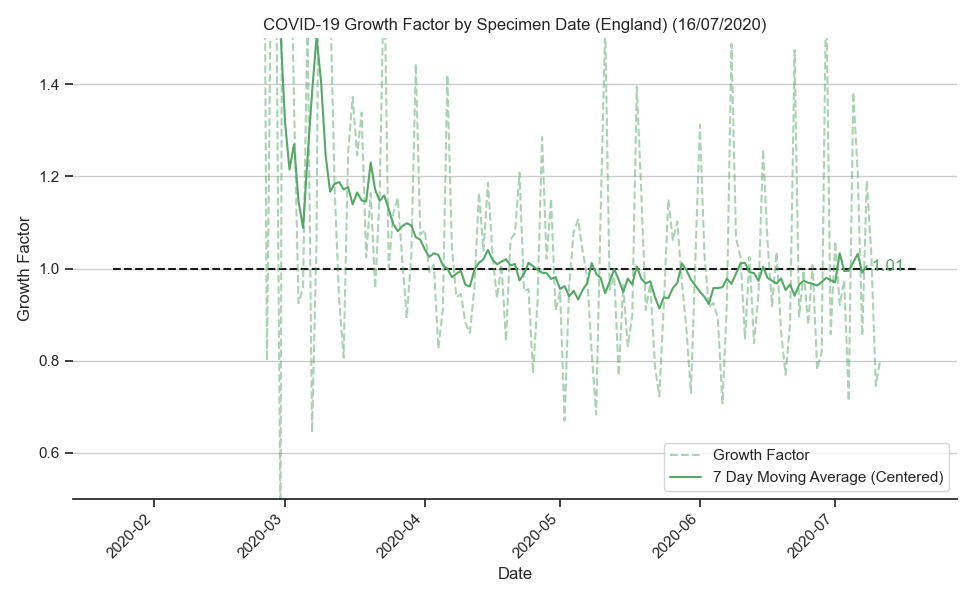 COVID-19 Growth Factor by Specimen Date (England) (16/07/2020)
Growth Factor
1.4
1.2
1.0
0.8
0.6
1.01
Growth Factor
7 Day Moving Average (Centered)
2020-02
2020-03
2020-04
2020-05
2020-06
2020-07
Date